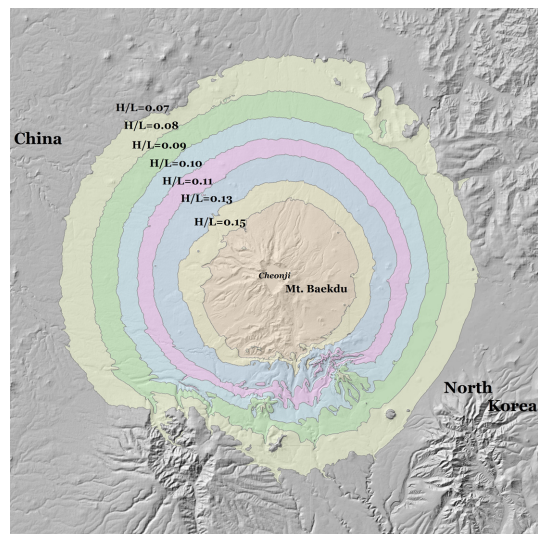 H/L=0.07
H/L=0.08
China
H/L=0.09
H/L=0.10
H/L=0.11
H/L=0.13
H/L=0.15
Cheonji
Mt. Baekdu
North
Korea